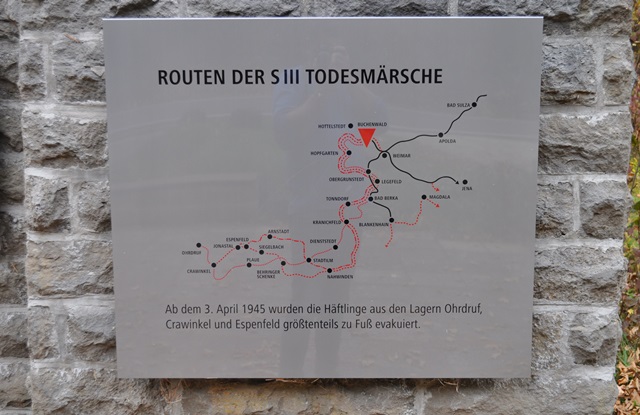 ROUTEN DER S III TODESMÄRSCHE
BAD SULZA
HOTTELSTEDT
BUCHENWALD
APOLDA
HOPFGARTEN
WEIMAR
OBERGRUNSTEDT
LEGEFELD
JENA
TONNDORF
BAD BERKA
MAGDALA
KRANICHFELD
BLANKENHAIN
ARNSTADT
ESPENFELD
OHRDRUF
JONASTAL
SIEGELBACH
DIENSTSTEDT
CRAWINKEL
PLAUE
BEHRINGER
SCHENKE
STADTILM
NAHWINDEN
Ab dem 3. April 1945 wurden die Häftlinge aus den Lagern Ohrdruf,
Crawinkel und Espenfeld größtenteils zu Fuß evakuiert.